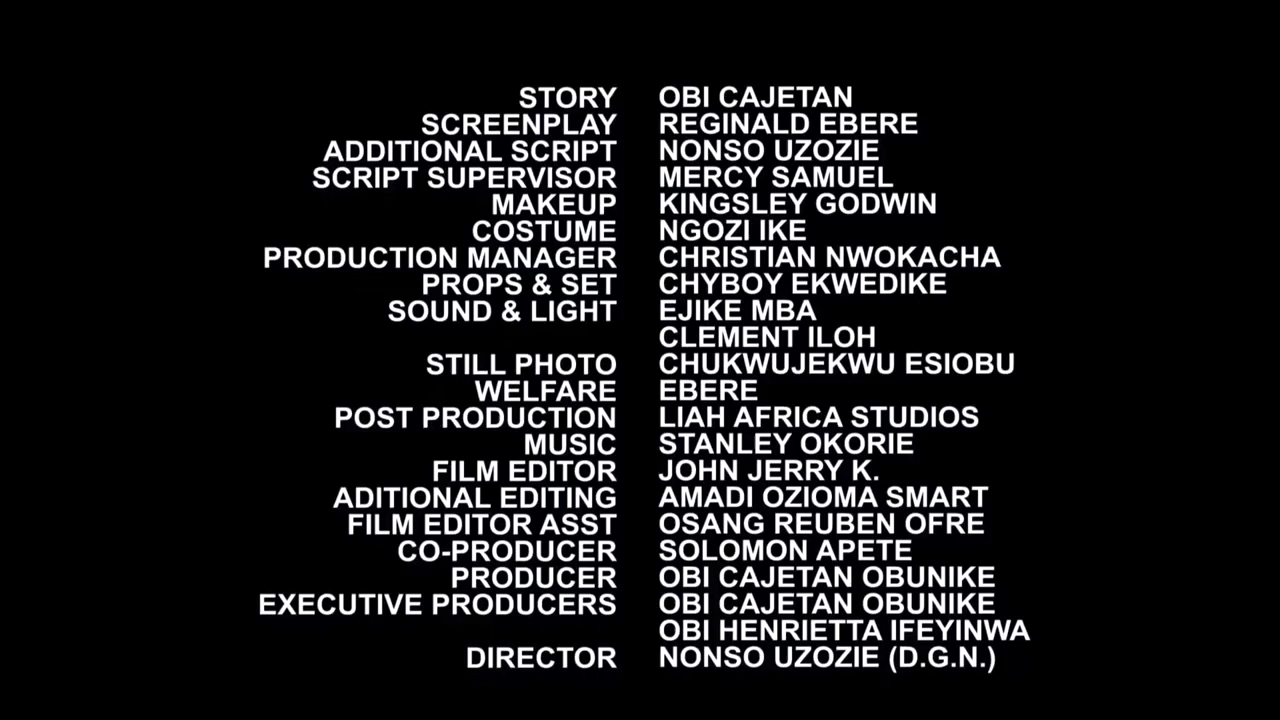 STORY OBI CAJETAN
SCREENPLAY REGINALD EBERE
ADDITIONAL SCRIPT NONSO UZOZIE
SCRIPT SUPERVISOR MERCY SAMUEL
MAKEUP KINGSLEY GODWIN
COSTUME NGOZI IKE
PRODUCTION MANAGER CHRISTIAN NWOKACHA
PROPS & SET CHYBOY EKWEDIKE
SOUND & LIGHT EJIKE MBA
CLEMENT ILOH
STILL PHOTO CHUKWUJEKWU ESIOBU
WELFARE EBERE
POST PRODUCTION LIAH AFRICA STUDIOS
MUSIC STANLEY OKORIE
FILM EDITOR JOHN JERRY K.
ADITIONAL EDITING AMADI OZIOMA SMART
FILM EDITOR ASST OSANG REUBEN OFRE
CO-PRODUCER SOLOMON APETE
PRODUCER OBI CAJETAN OBUNIKE
EXECUTIVE PRODUCERS OBI CAJETAN OBUNIKE
OBI HENRIETTA IFEYINWA
DIRECTOR NONSO UZOZIE (D.G.N.)